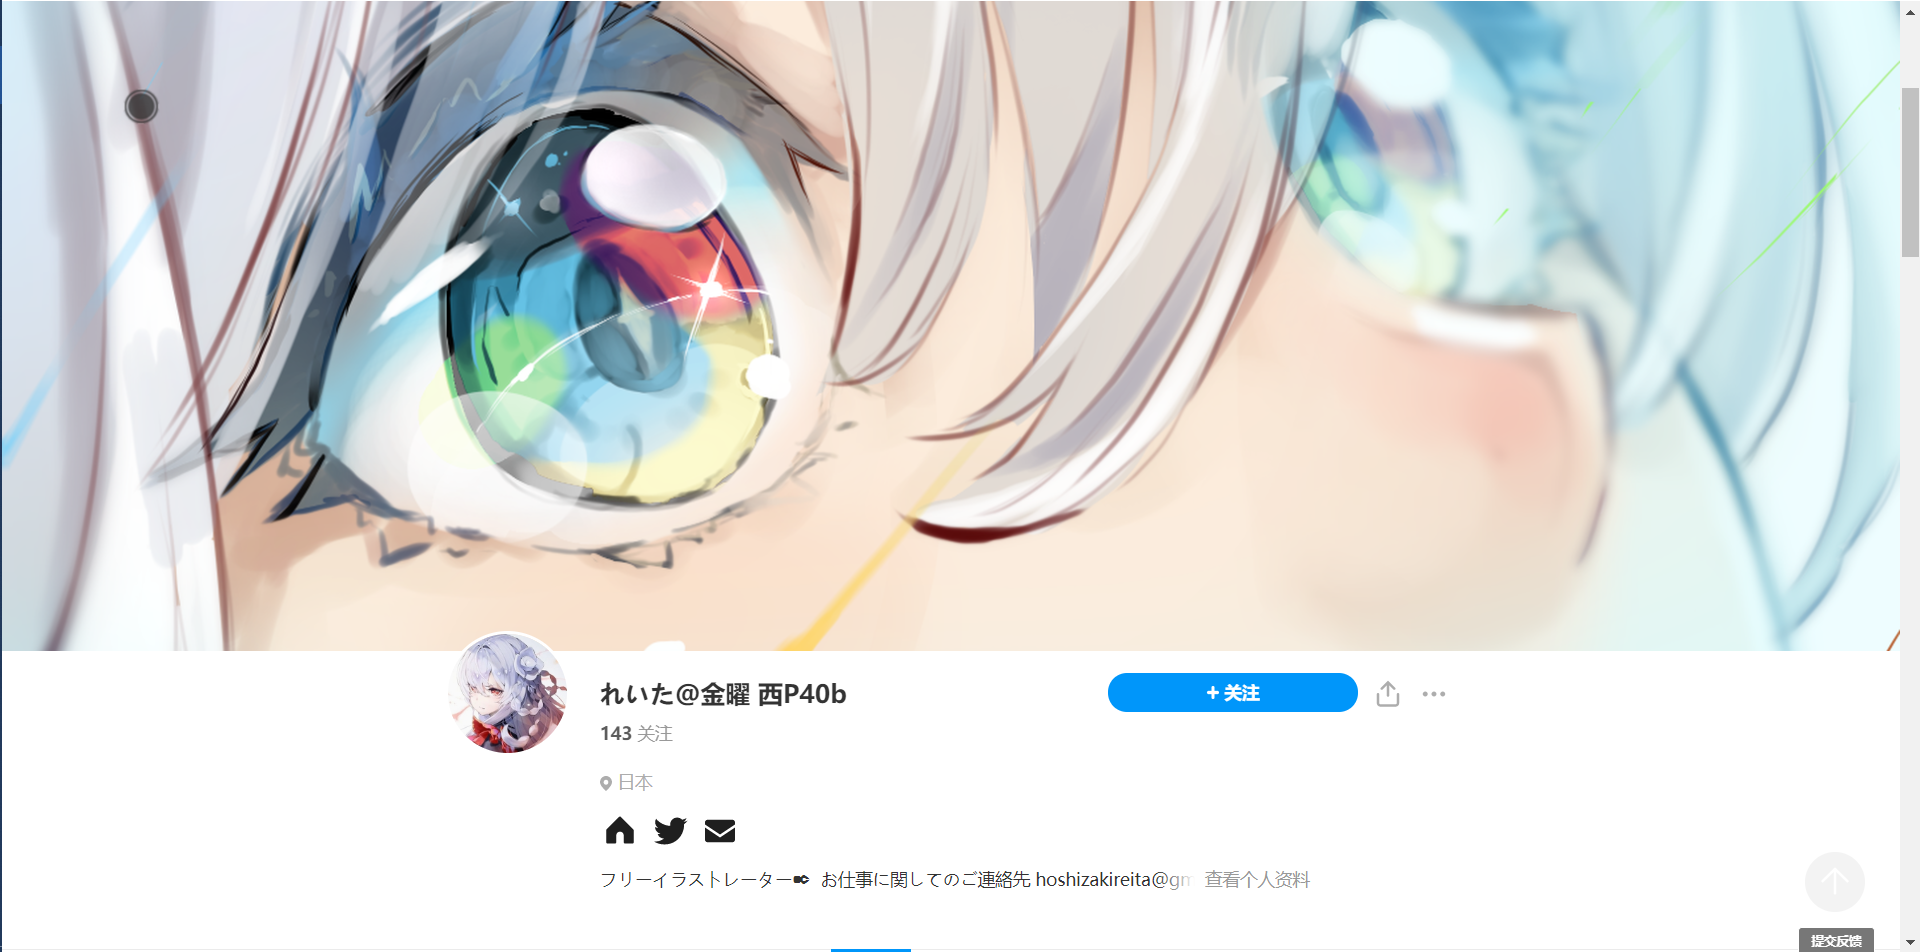 れいた@金曜 西P40b
+ 关注
143 关注
日本
フリーイラストレーター✒ お仕事に関してのご連絡先 hoshizakireita@gm 查看个人资料
提交反馈